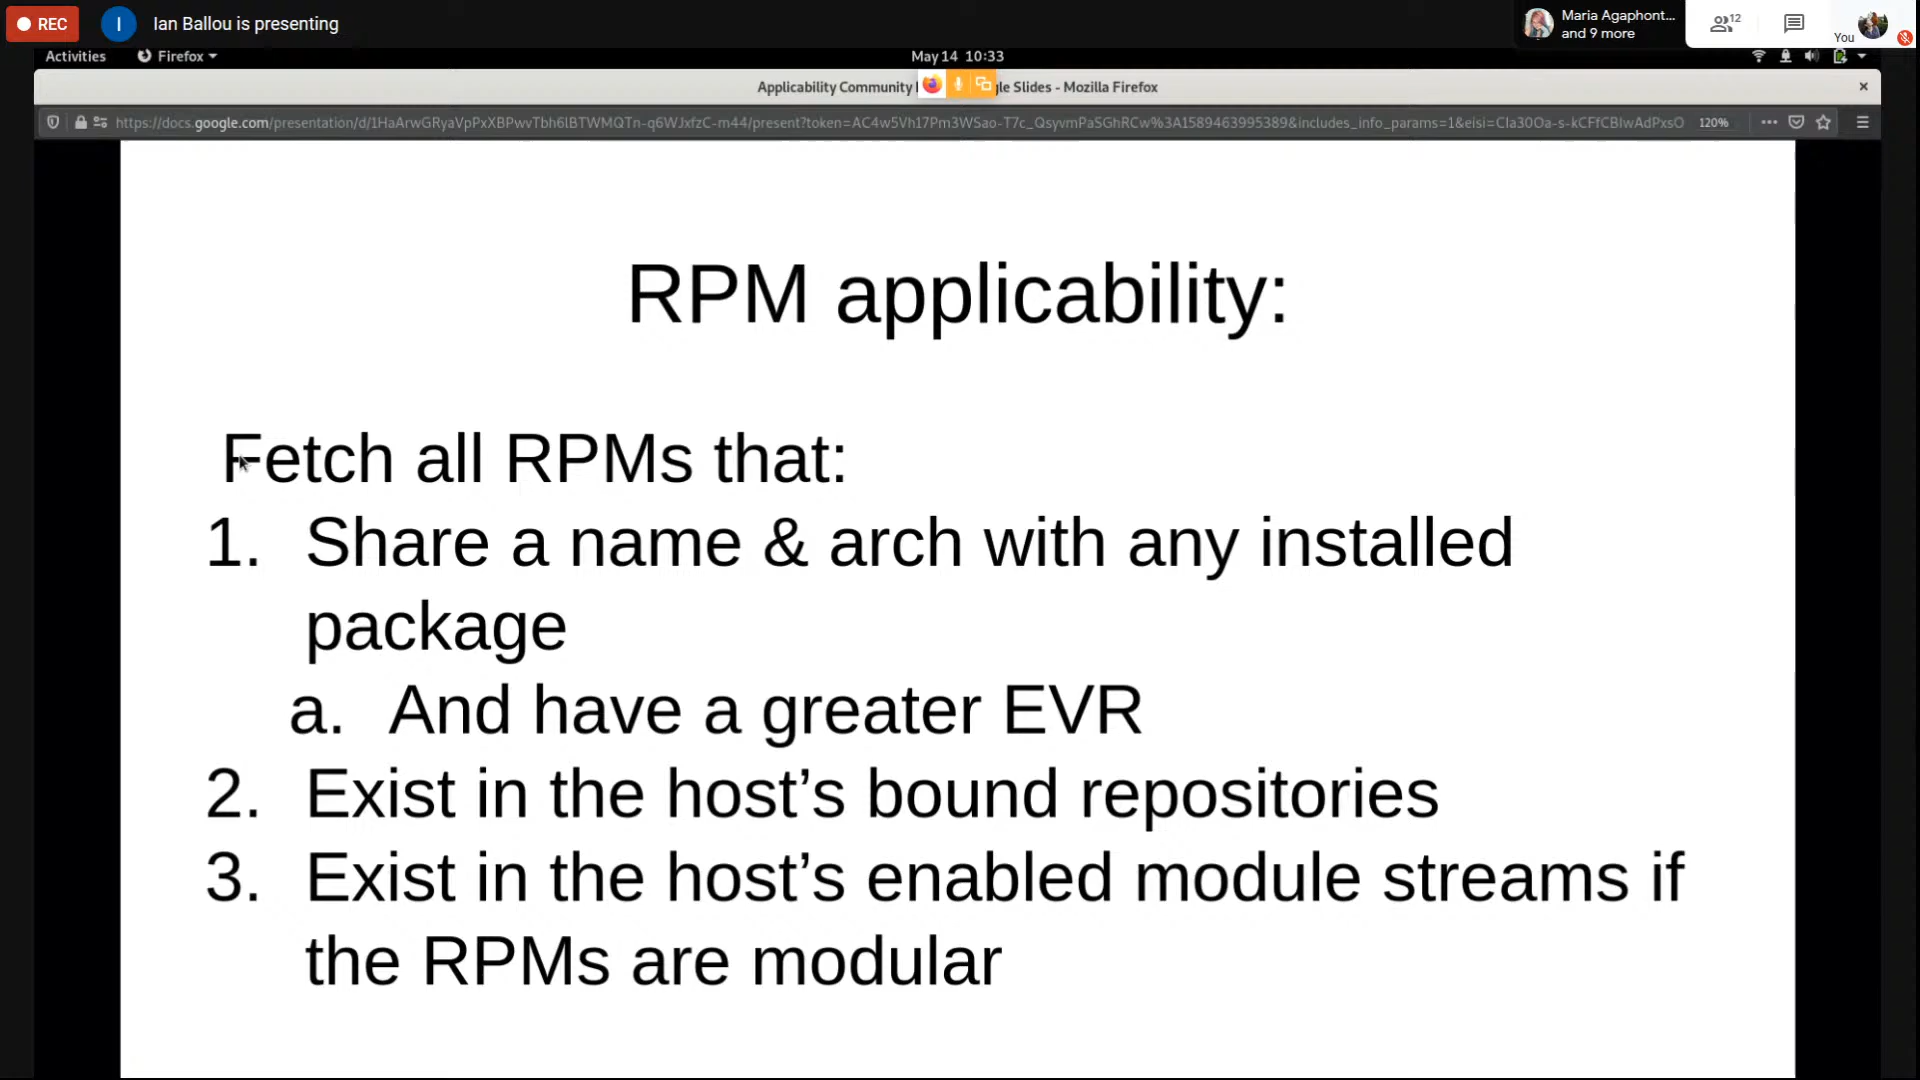 REC
I
Ian Ballou is presenting
Maria Agaphont...
and 9 more
12
You
Activities
Firefox
May 14 10:33
Applicability Community
gle Slides - Mozilla Firefox
120%
RPM applicability:
Fetch all RPMs that:
1. Share a name & arch with any installed
package
a. And have a greater EVR
2. Exist in the host’s bound repositories
3. Exist in the host’s enabled module streams if
the RPMs are modular